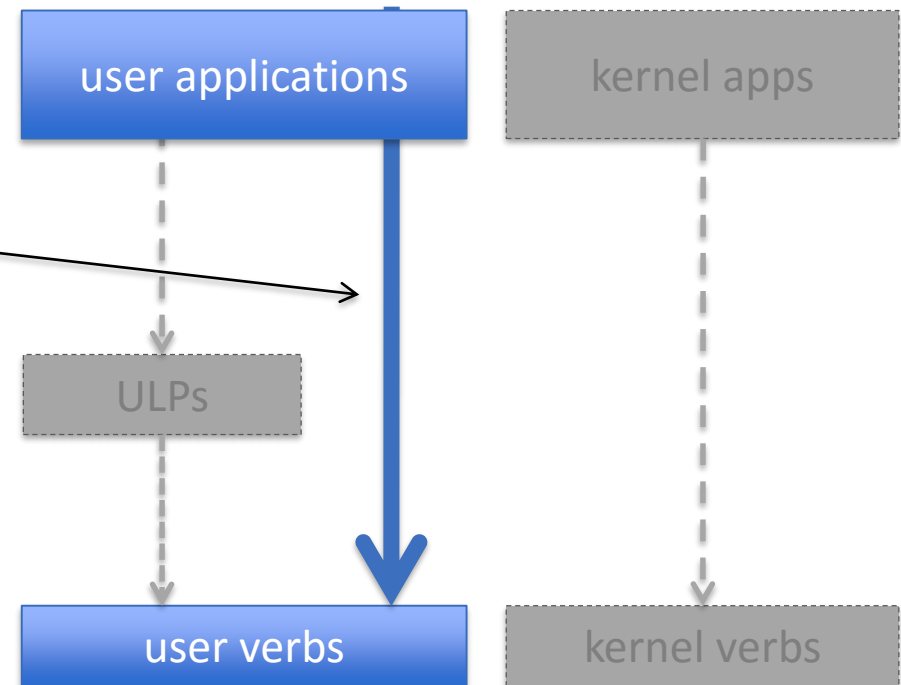 user applications
kernel apps
ULPs
user verbs
kernel verbs